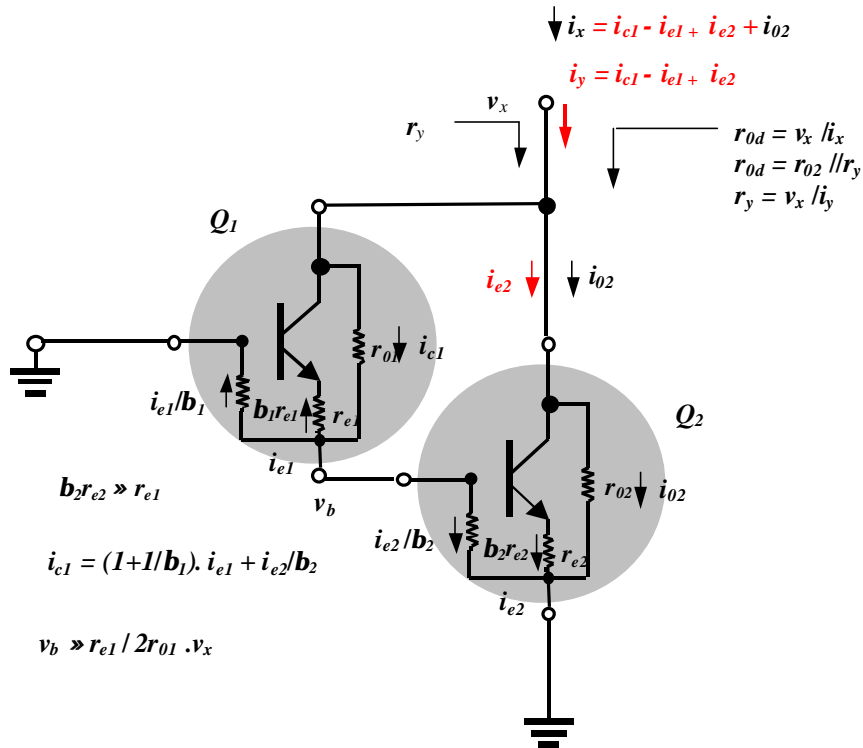 i_x = i_c1 - i_e1 + i_e2 + i_02
i_y = i_c1 - i_e1 + i_e2
v_x
r_y
r_0d = v_x /i_x
r_0d = r_02 //r_y
r_y = v_x /i_y
Q_1
i_e2
i_02
r_01
i_c1
i_e1/b_1
b_1r_e1
r_e1
Q_2
i_e1
v_b
b_2r_e2 » r_e1
r_02
i_02
i_e2/b_2
b_2r_e2
r_e2
i_c1 = (1+1/b_1). i_e1 + i_e2/b_2
i_e2
v_b » r_e1 / 2r_01 .v_x